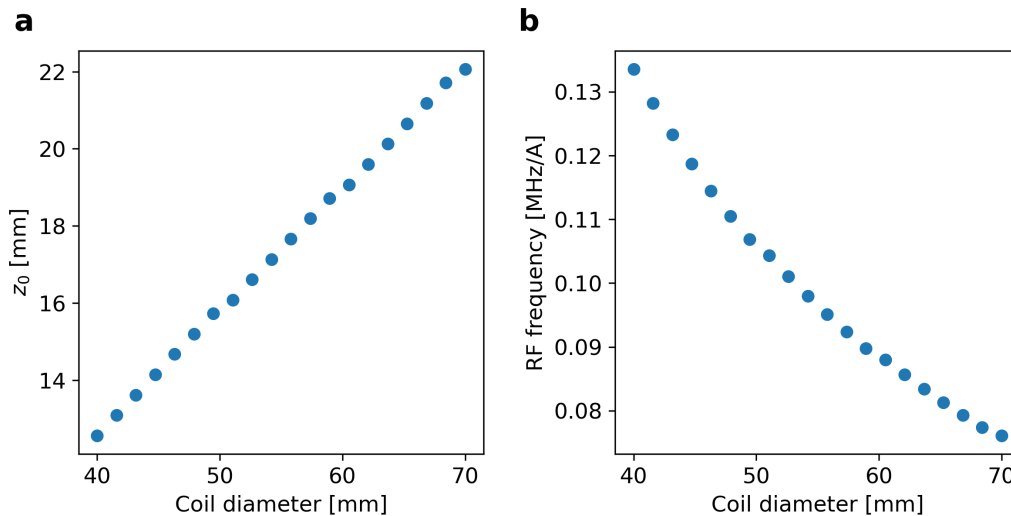 a
z₀ [mm]
22
20
18
16
14
40 50 60 70
Coil diameter [mm]
b
RF frequency [MHz/A]
0.13
0.12
0.11
0.10
0.09
0.08
40 50 60 70
Coil diameter [mm]